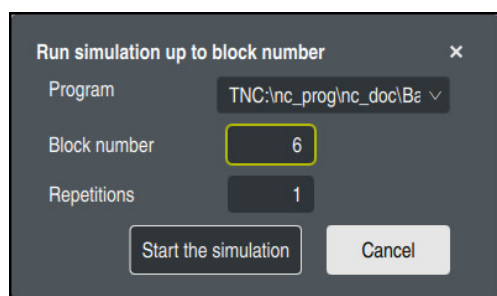 Run simulation up to block number ×
Program TNC:\nc_prog\nc_doc\Ba
Block number 6
Repetitions 1
Start the simulation Cancel